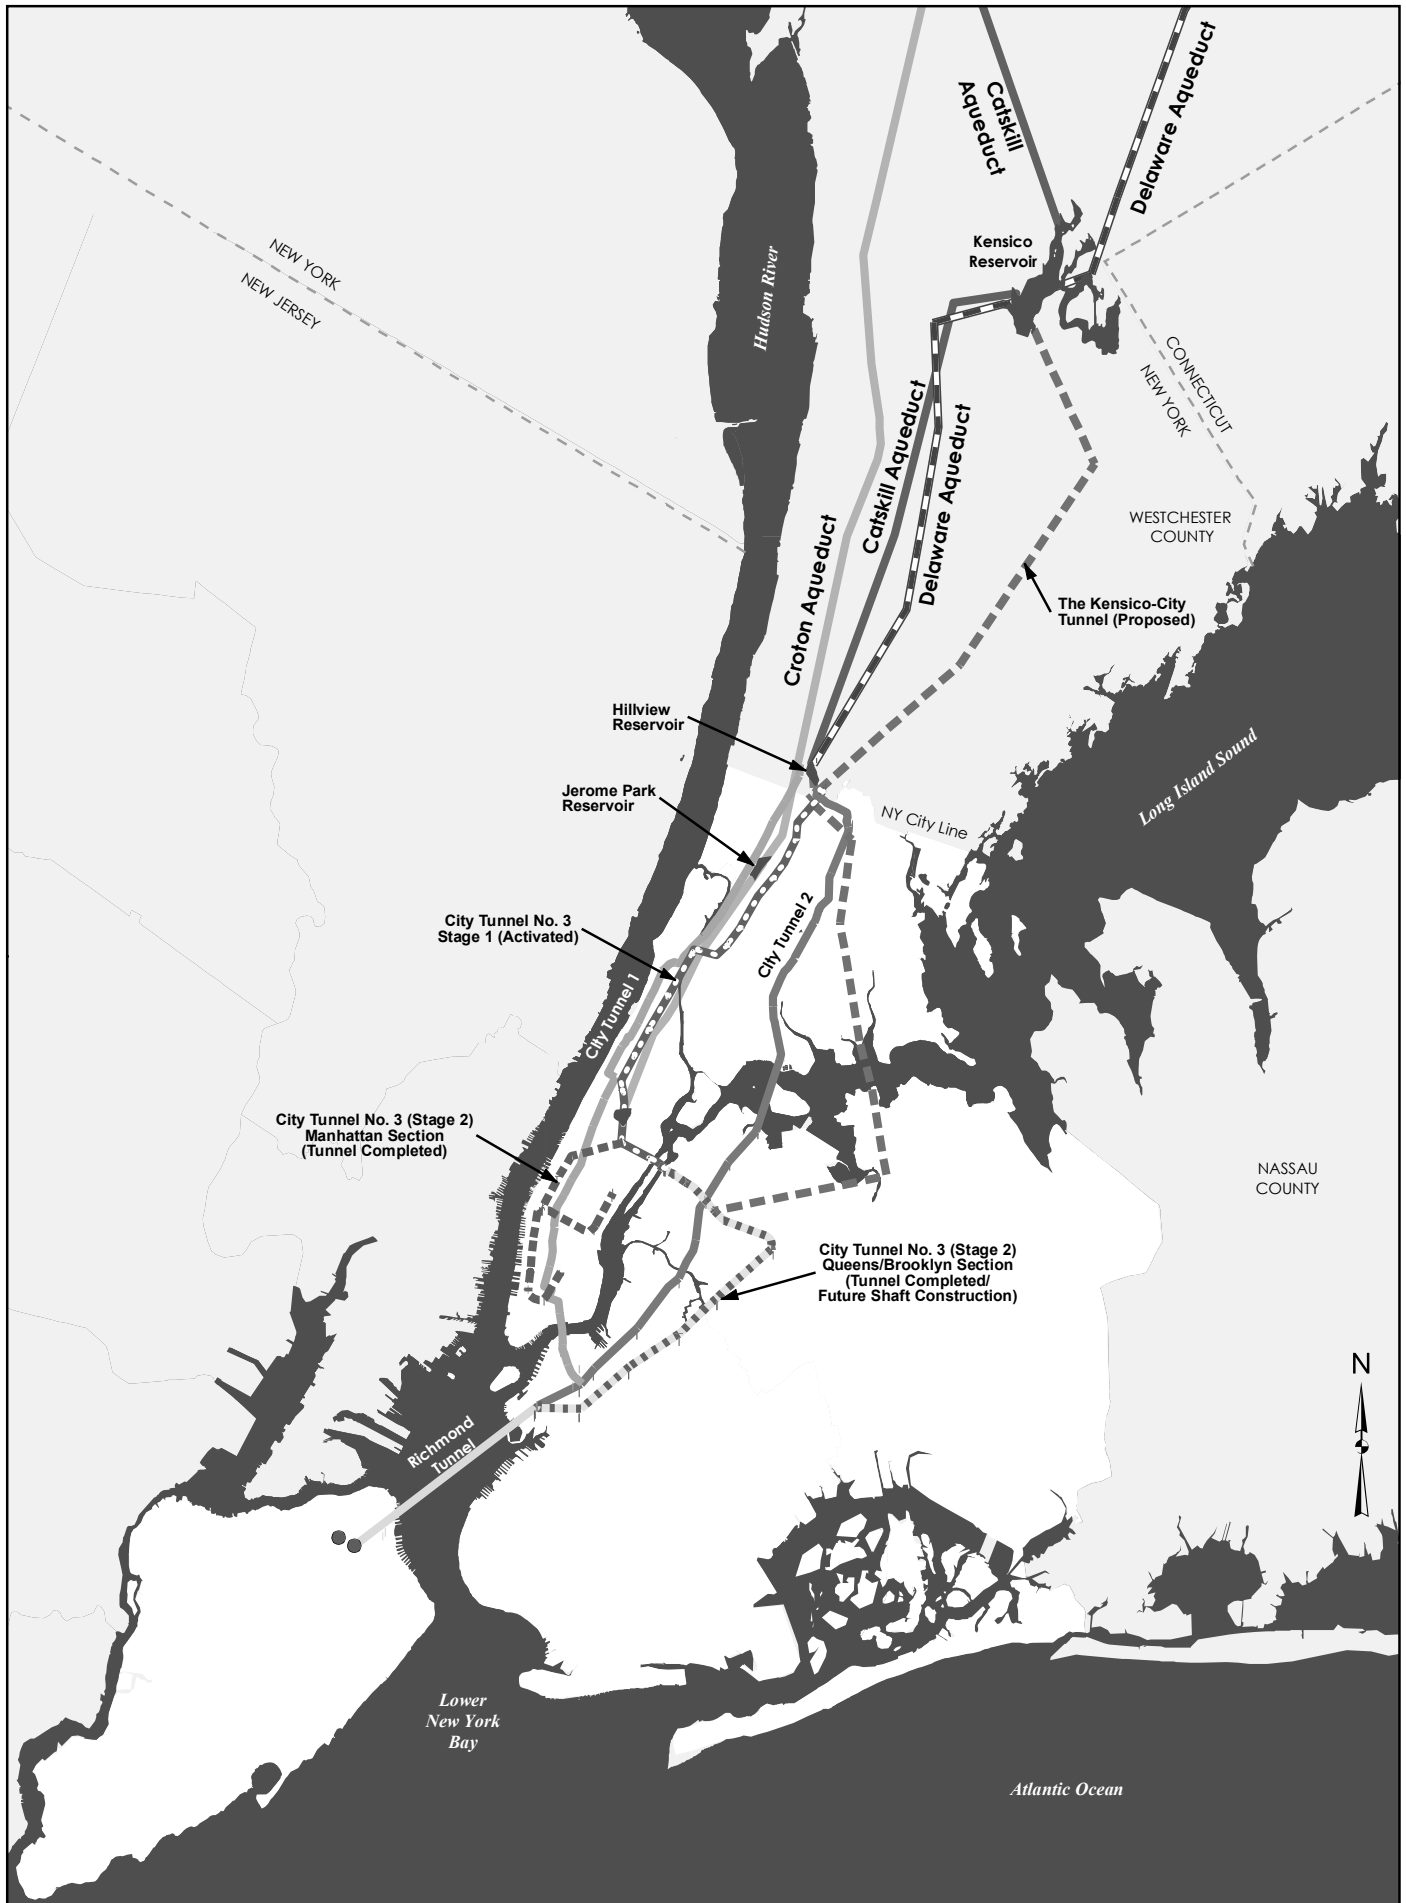 Catskill
Aqueduct
Delaware Aqueduct
Kensico
Reservoir
NEW YORK
NEW JERSEY
Hudson River
CONNECTICUT
NEW YORK
Catskill Aqueduct
Delaware Aqueduct
Croton Aqueduct
WESTCHESTER
COUNTY
The Kensico-City
Tunnel (Proposed)
Hillview
Reservoir
Long Island Sound
Jerome Park
Reservoir
NY City Line
City Tunnel No. 3
Stage 1 (Activated)
City Tunnel 2
City Tunnel 1
City Tunnel No. 3 (Stage 2)
Manhattan Section
(Tunnel Completed)
NASSAU
COUNTY
City Tunnel No. 3 (Stage 2)
Queens/Brooklyn Section
(Tunnel Completed/
Future Shaft Construction)
N
Richmond
Tunnel
Lower
New York
Bay
Atlantic Ocean